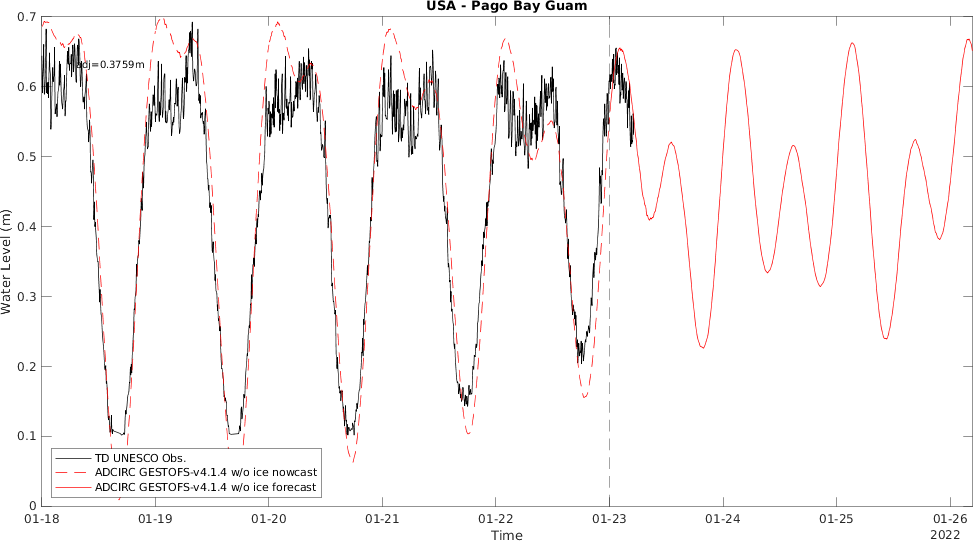 USA - Pago Bay Guam
0.7
0.6
0.5
0.4
0.3
0.2
0.1
0
Water Level (m)
adj=0.3759m
TD UNESCO Obs.
ADCIRC GESTOFS-v4.1.4 w/o ice nowcast
ADCIRC GESTOFS-v4.1.4 w/o ice forecast
01-18 01-19 01-20 01-21 01-22 01-23 01-24 01-25 01-26
Time
2022